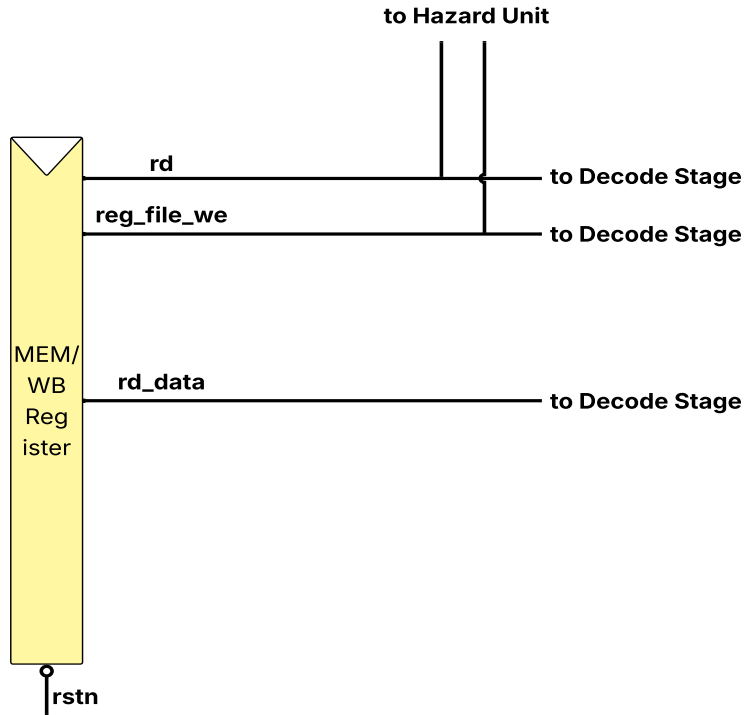 to Hazard Unit
rd
to Decode Stage
reg_file_we
to Decode Stage
MEM/
WB
Reg
ister
rd_data
to Decode Stage
rstn